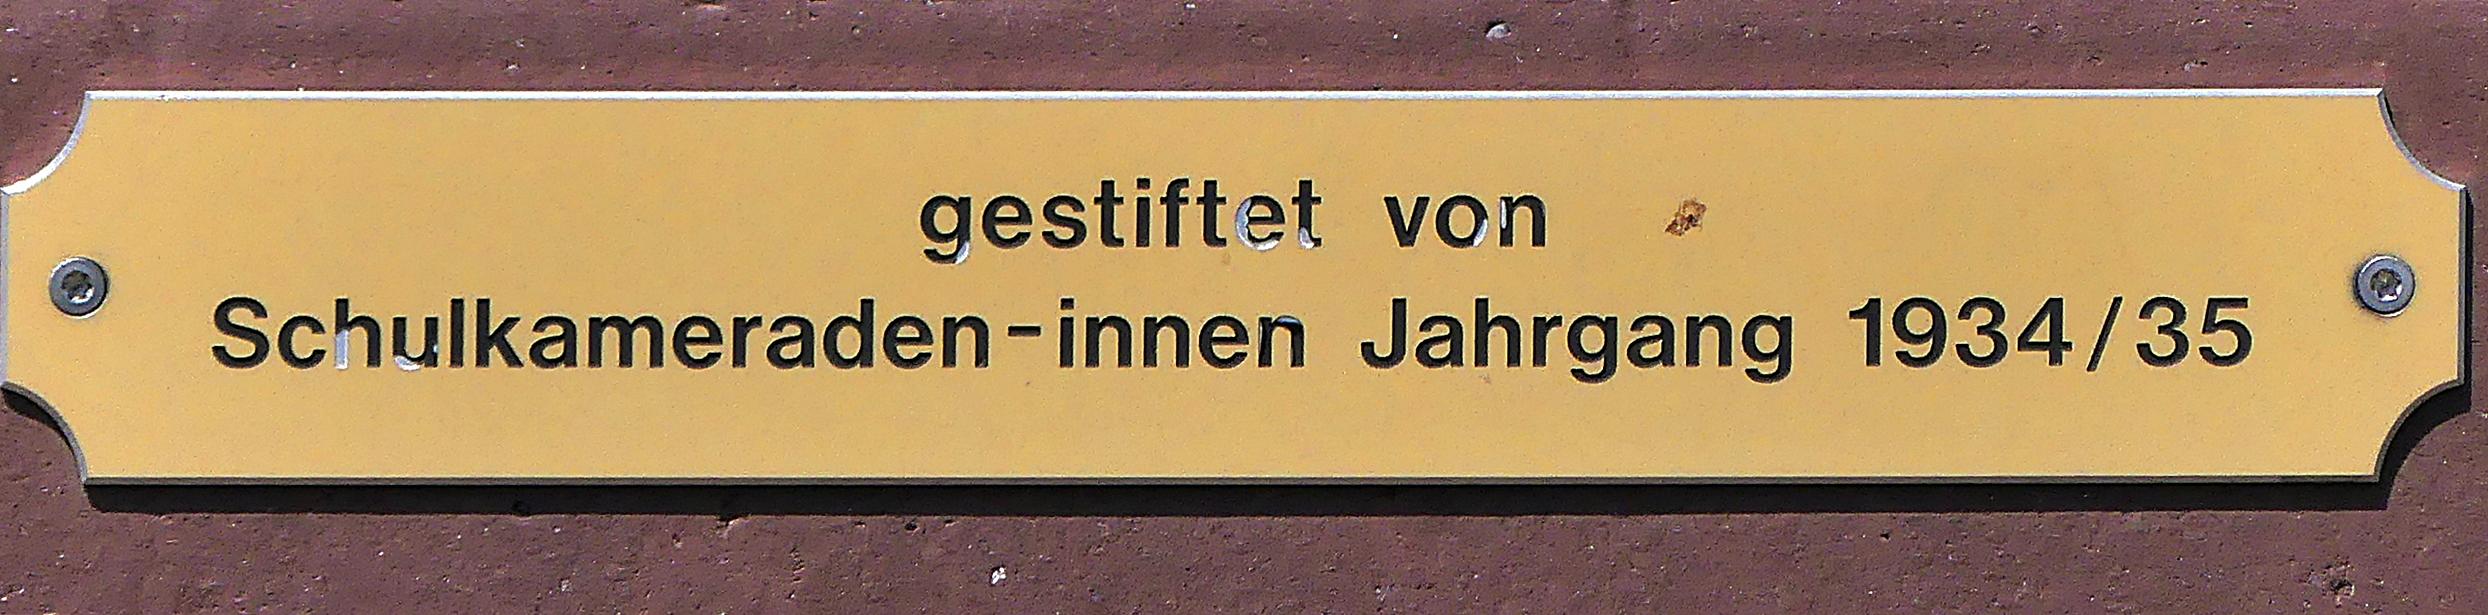 gestiftet von
Schulkameraden-innen Jahrgang 1934/35